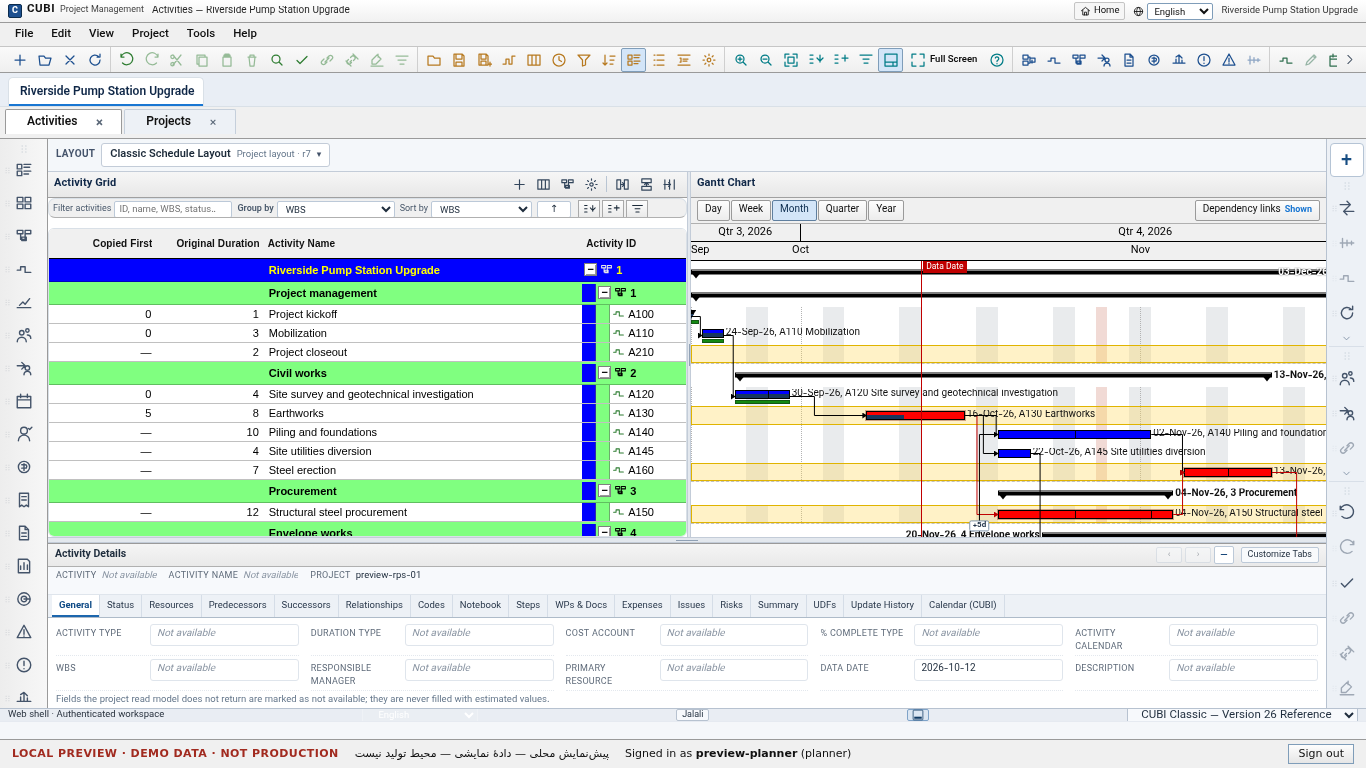 C CUBI Project Management Activities — Riverside Pump Station Upgrade Home English Riverside Pump Station Upgrade
File Edit View Project Tools Help
Full Screen
Riverside Pump Station Upgrade
Activities × Projects ×
LAYOUT Classic Schedule Layout Project layout · r7
Activity Grid
Gantt Chart
Filter activities ID, name, WBS, status.. Group by WBS Sort by WBS ↑
Day Week Month Quarter Year Dependency links Shown
Qtr 3, 2026 Qtr 4, 2026
Sep Oct Nov
Copied First Original Duration Activity Name Activity ID
Data Date
Riverside Pump Station Upgrade 1
03-Dec-26
Project management 1
0 1 Project kickoff A100
0 3 Mobilization A110
24-Sep-26, A110 Mobilization
— 2 Project closeout A210
Civil works 2
13-Nov-26,
0 4 Site survey and geotechnical investigation A120
30-Sep-26, A120 Site survey and geotechnical investigation
5 8 Earthworks A130
16-Oct-26, A130 Earthworks
— 10 Piling and foundations A140
02-Nov-26, A140 Piling and foundation
— 4 Site utilities diversion A145
22-Oct-26, A145 Site utilities diversion
— 7 Steel erection A160
13-Nov-26,
Procurement 3
04-Nov-26, 3 Procurement
— 12 Structural steel procurement A150
04-Nov-26, A150 Structural steel
+5d
Envelope works 4
20-Nov-26, 4 Envelope works
Activity Details
Customize Tabs
ACTIVITY Not available ACTIVITY NAME Not available PROJECT preview-rps-01
General Status Resources Predecessors Successors Relationships Codes Notebook Steps WPs & Docs Expenses Issues Risks Summary UDFs Update History Calendar (CUBI)
ACTIVITY TYPE Not available DURATION TYPE Not available COST ACCOUNT Not available % COMPLETE TYPE Not available ACTIVITY CALENDAR Not available
WBS Not available RESPONSIBLE MANAGER Not available PRIMARY RESOURCE Not available DATA DATE 2026-10-12 DESCRIPTION Not available
Fields the project read model does not return are marked as not available; they are never filled with estimated values.
Web shell · Authenticated workspace English Jalali CUBI Classic — Version 26 Reference
LOCAL PREVIEW · DEMO DATA · NOT PRODUCTION پیش‌نمایش محلی — دادهٔ نمایشی — محیط تولید نیست Signed in as preview-planner (planner) Sign out